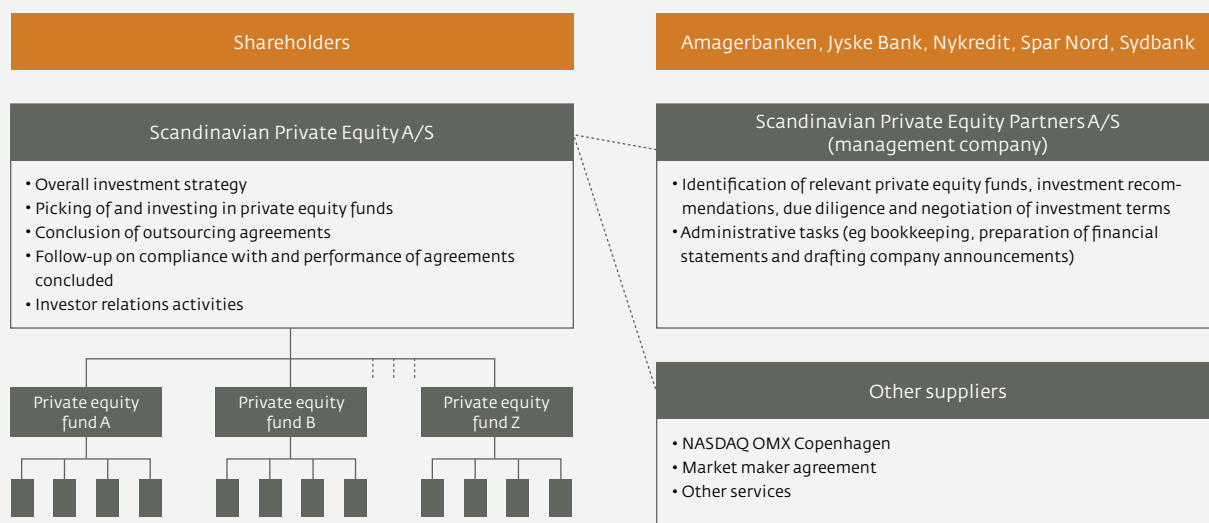 Shareholders
Amagerbanken, Jyske Bank, Nykredit, Spar Nord, Sydbank
Scandinavian Private Equity A/S
• Overall investment strategy
• Picking of and investing in private equity funds
• Conclusion of outsourcing agreements
• Follow-up on compliance with and performance of agreements
concluded
• Investor relations activities
Scandinavian Private Equity Partners A/S
(management company)
• Identification of relevant private equity funds, investment recom-
mendations, due diligence and negotiation of investment terms
• Administrative tasks (eg bookkeeping, preparation of financial
statements and drafting company announcements)
Private equity
fund A
Private equity
fund B
Private equity
fund Z
Other suppliers
• NASDAQ OMX Copenhagen
• Market maker agreement
• Other services